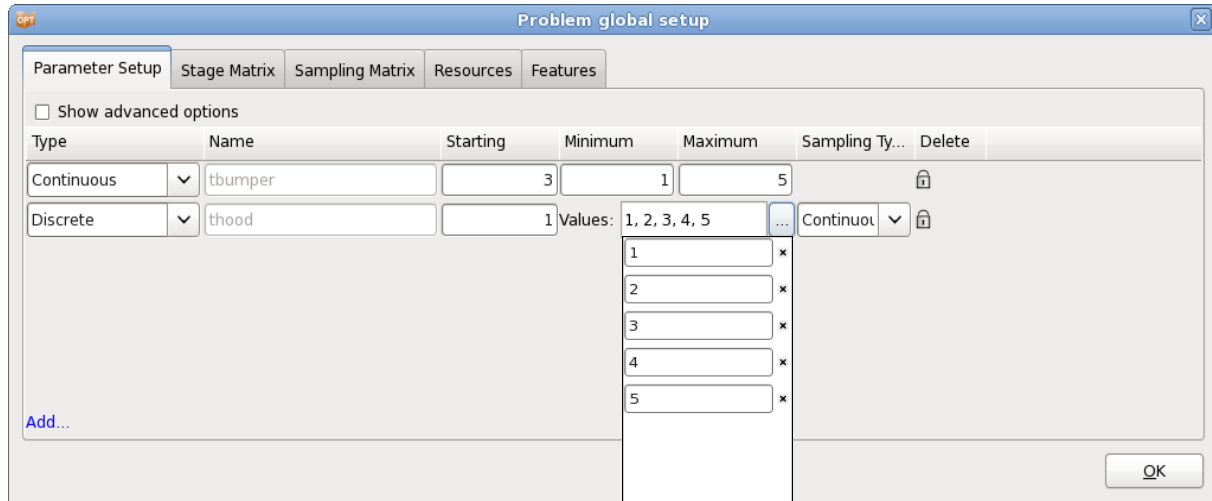 OPT Problem global setup
Parameter Setup Stage Matrix Sampling Matrix Resources Features
Show advanced options
Type Name Starting Minimum Maximum Sampling Ty... Delete
Continuous tbumper 3 1 5
Discrete thood 1 Values: 1, 2, 3, 4, 5 ... Continuou
1
2
3
4
5
Add...
OK